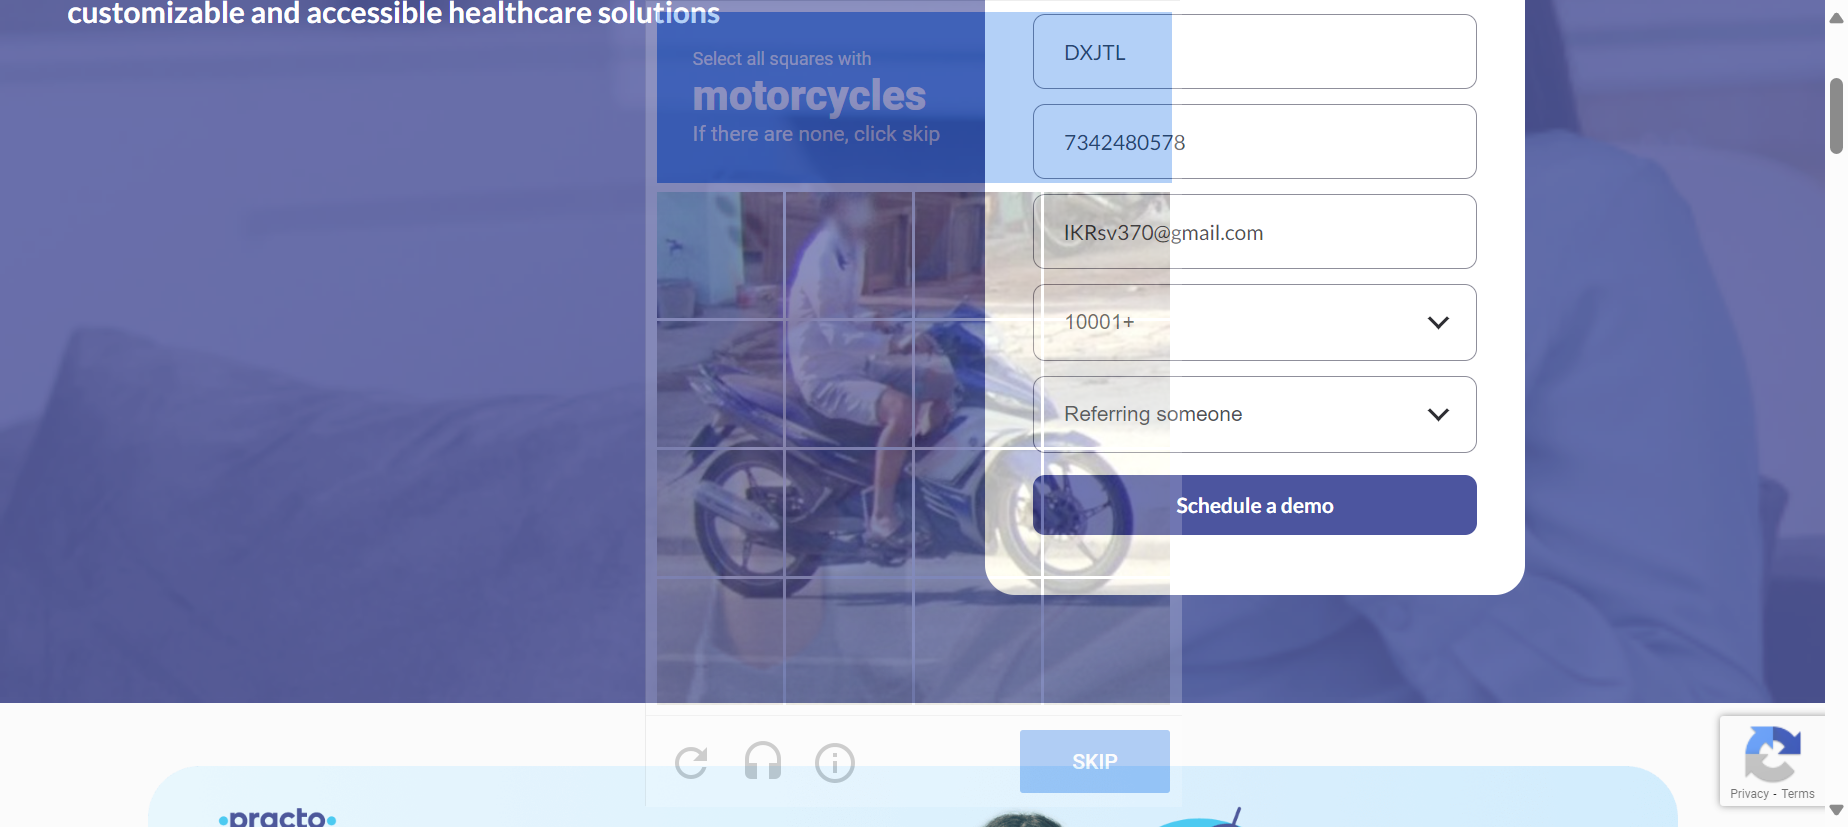 customizable and accessible healthcare solutions
Select all squares with
motorcycles
If there are none, click skip
DXJTL
7342480578
IKRsv370@gmail.com
10001+
Referring someone
Schedule a demo
SKIP
Privacy - Terms
practo